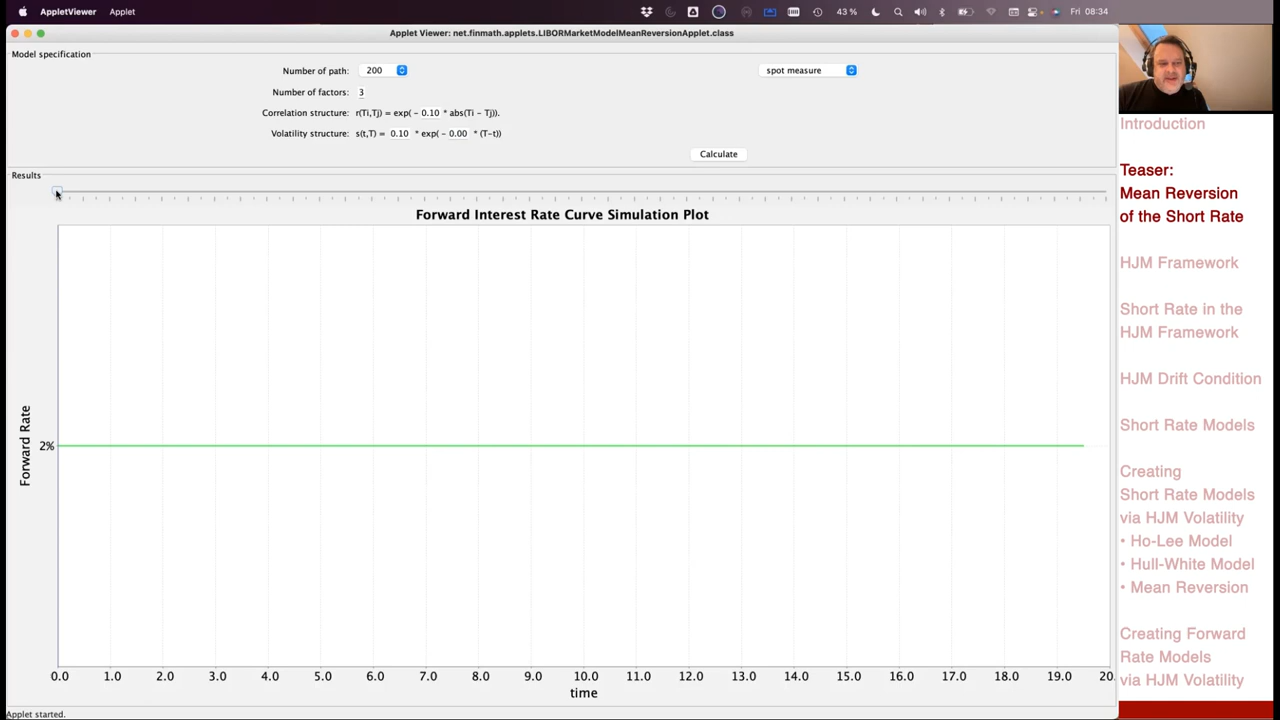 AppletViewer Applet 43 % Fri 08:34
Applet Viewer: net.finmath.applets.LIBORMarketModelMeanReversionApplet.class
Model specification
Number of path: 200 spot measure
Number of factors: 3
Correlation structure: r(Ti,Tj) = exp( - 0.10 * abs(Ti - Tj)).
Volatility structure: s(t,T) = 0.10 * exp( - 0.00 * (T-t))
Calculate
Results
Forward Interest Rate Curve Simulation Plot
Forward Rate
2%
0.0 1.0 2.0 3.0 4.0 5.0 6.0 7.0 8.0 9.0 10.0 11.0 12.0 13.0 14.0 15.0 16.0 17.0 18.0 19.0 20.
time
Applet started.
Introduction
Teaser:
Mean Reversion
of the Short Rate
HJM Framework
Short Rate in the
HJM Framework
HJM Drift Condition
Short Rate Models
Creating
Short Rate Models
via HJM Volatility
• Ho-Lee Model
• Hull-White Model
• Mean Reversion
Creating Forward
Rate Models
via HJM Volatility